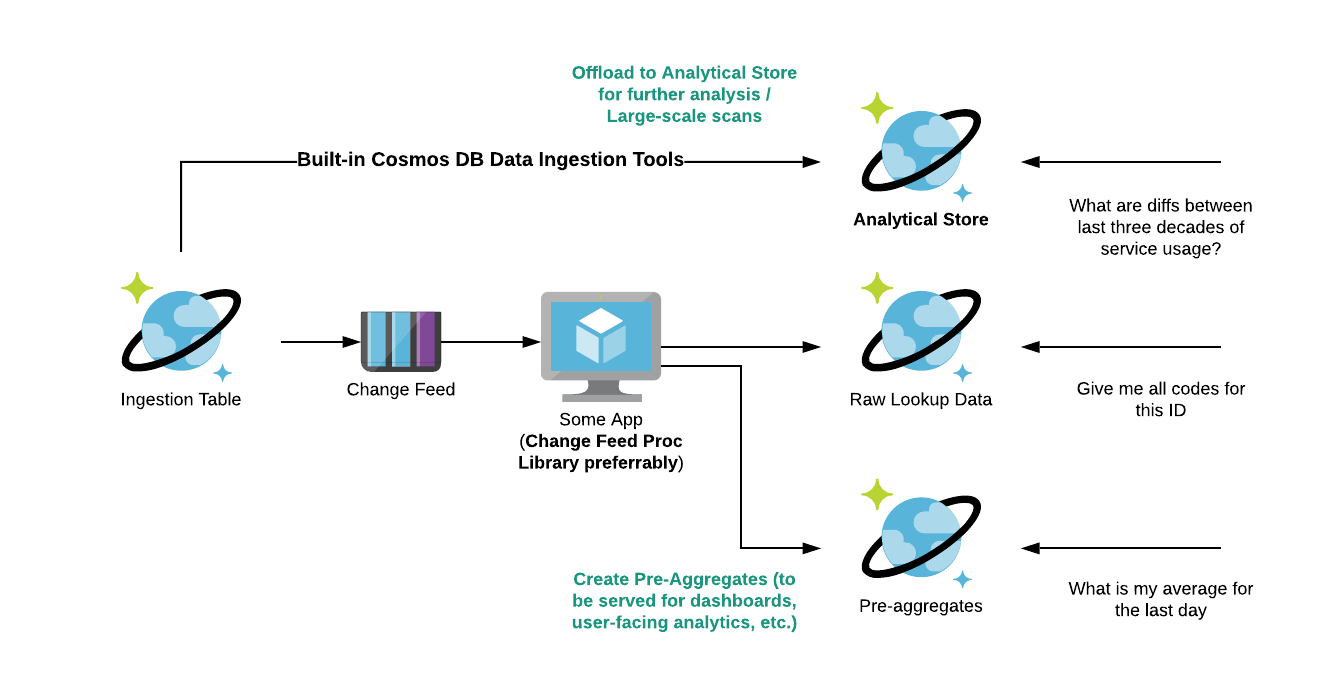 Offload to Analytical Store
for further analysis /
Large-scale scans
Built-in Cosmos DB Data Ingestion Tools
Analytical Store
What are diffs between
last three decades of
service usage?
Ingestion Table
Change Feed
Some App
(Change Feed Proc
Library preferrably)
Raw Lookup Data
Give me all codes for
this ID
Create Pre-Aggregates (to
be served for dashboards,
user-facing analytics, etc.)
Pre-aggregates
What is my average for
the last day